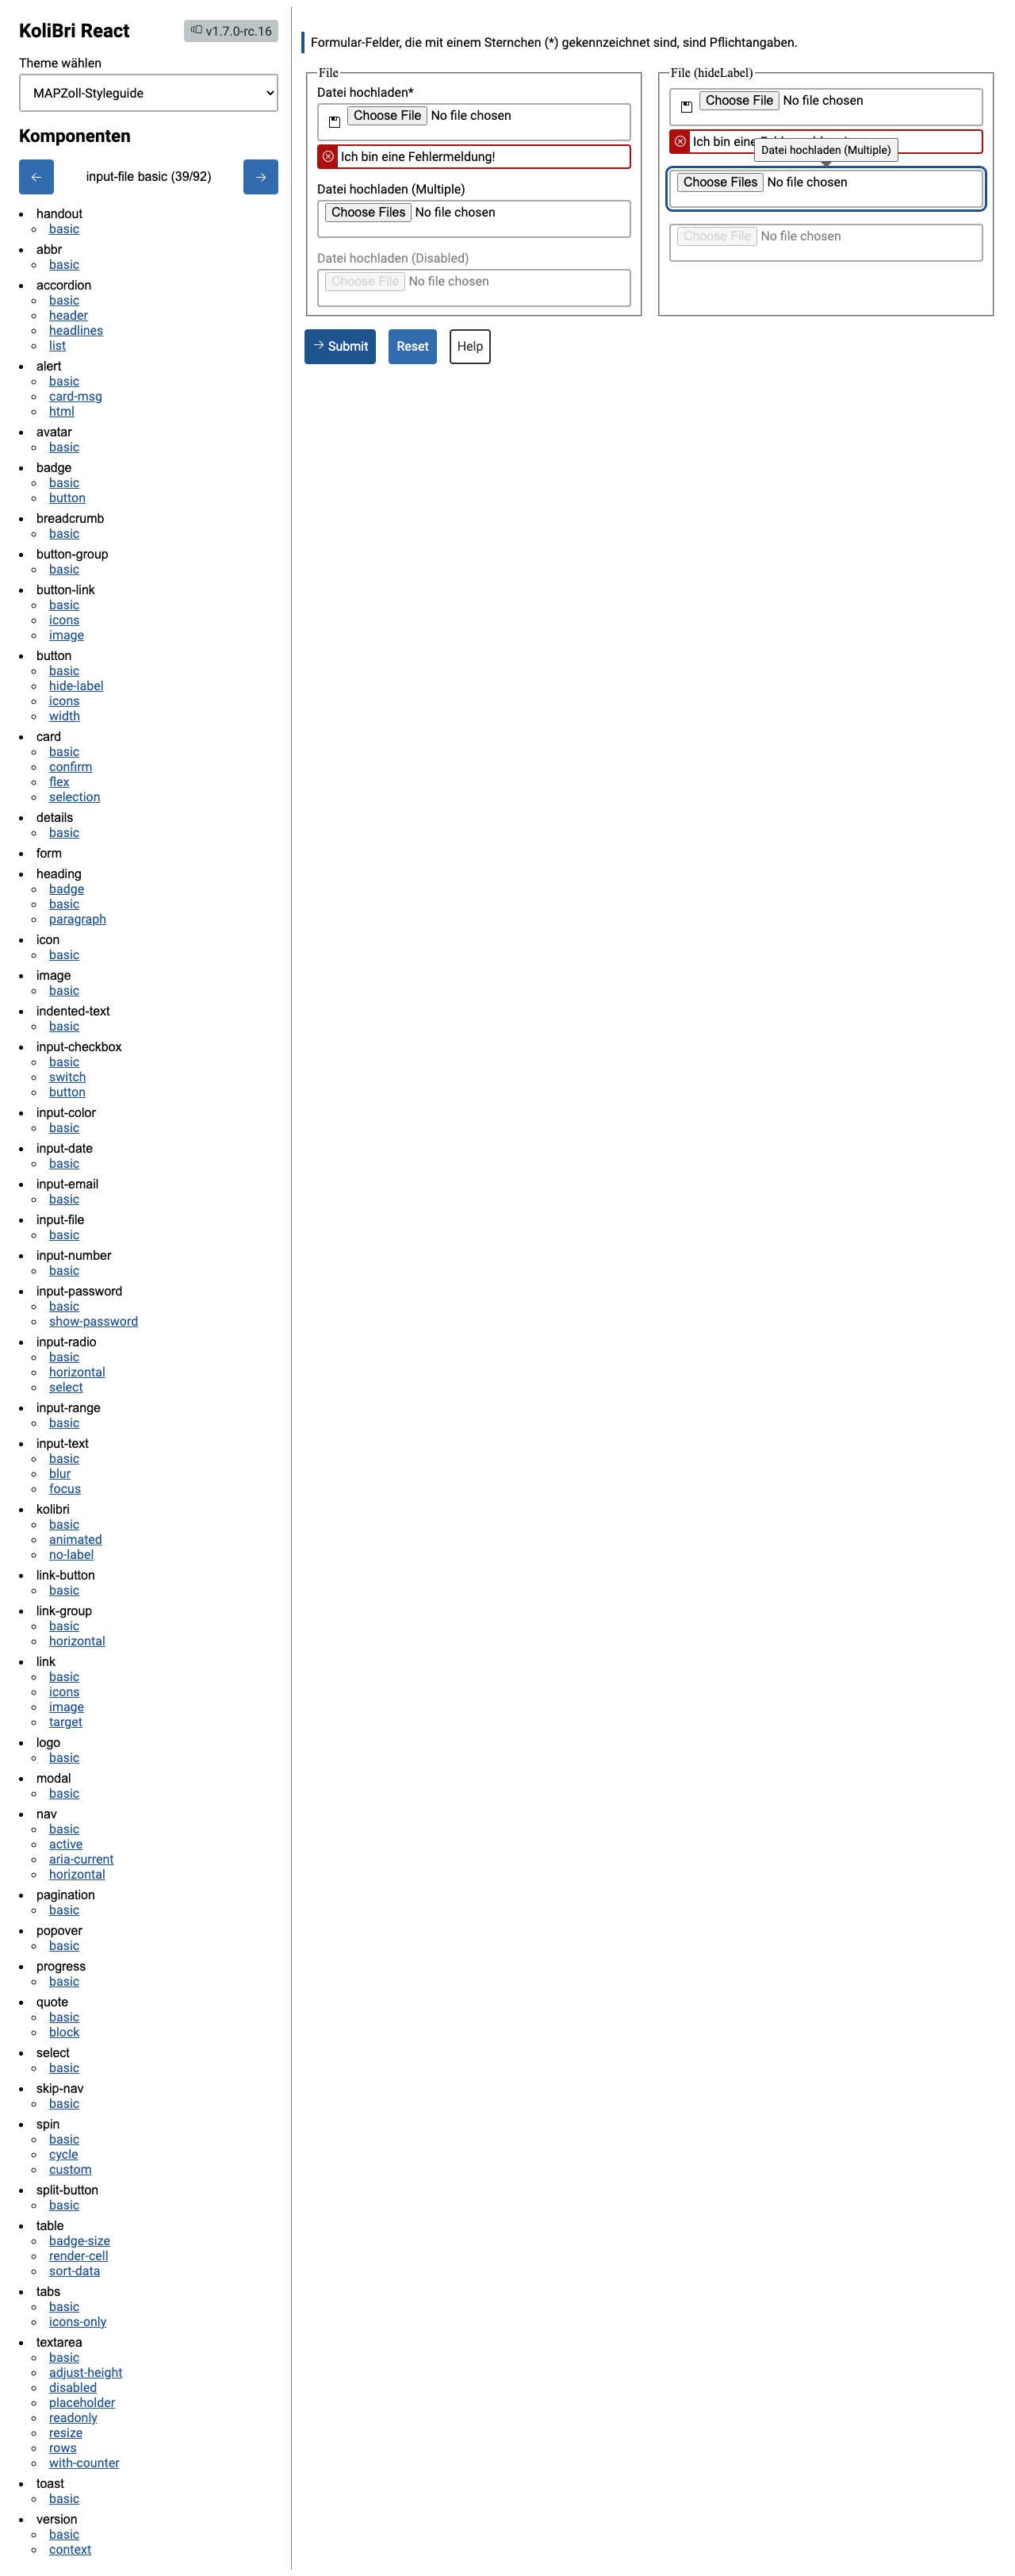 KoliBri React
v1.7.0-rc.16
Theme wählen
MAPZoll-Styleguide
Komponenten
input-file basic (39/92)
handout
basic
abbr
basic
accordion
basic
header
headlines
list
alert
basic
card-msg
html
avatar
basic
badge
basic
button
breadcrumb
basic
button-group
basic
button-link
basic
icons
image
button
basic
hide-label
icons
width
card
basic
confirm
flex
selection
details
basic
form
heading
badge
basic
paragraph
icon
basic
image
basic
indented-text
basic
input-checkbox
basic
switch
button
input-color
basic
input-date
basic
input-email
basic
input-file
basic
input-number
basic
input-password
basic
show-password
input-radio
basic
horizontal
select
input-range
basic
input-text
basic
blur
focus
kolibri
basic
animated
no-label
link-button
basic
link-group
basic
horizontal
link
basic
icons
image
target
logo
basic
modal
basic
nav
basic
active
aria-current
horizontal
pagination
basic
popover
basic
progress
basic
quote
basic
block
select
basic
skip-nav
basic
spin
basic
cycle
custom
split-button
basic
table
badge-size
render-cell
sort-data
tabs
basic
icons-only
textarea
basic
adjust-height
disabled
placeholder
readonly
resize
rows
with-counter
toast
basic
version
basic
context
Formular-Felder, die mit einem Sternchen (*) gekennzeichnet sind, sind Pflichtangaben.
File
Datei hochladen*
Choose File No file chosen
Ich bin eine Fehlermeldung!
Datei hochladen (Multiple)
Choose Files No file chosen
Datei hochladen (Disabled)
Choose File No file chosen
File (hideLabel)
Choose File No file chosen
Ich bin eine
Datei hochladen (Multiple)
Choose Files No file chosen
Choose File No file chosen
Submit
Reset
Help